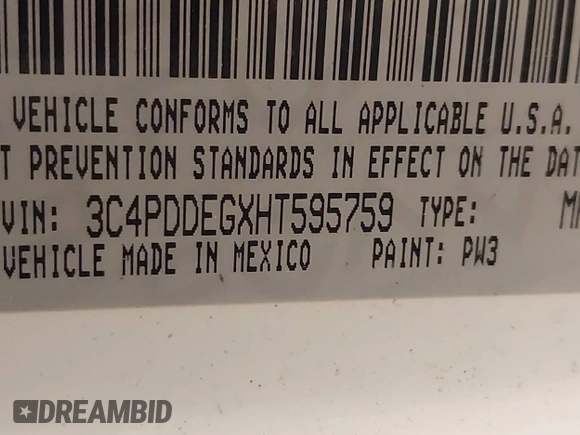 VEHICLE CONFORMS TO ALL APPLICABLE U.S.A.
T PREVENTION STANDARDS IN EFFECT ON THE DAT
VIN: 3C4PDDEGXHT595759 TYPE: M
VEHICLE MADE IN MEXICO PAINT: PW3
DREAMBID